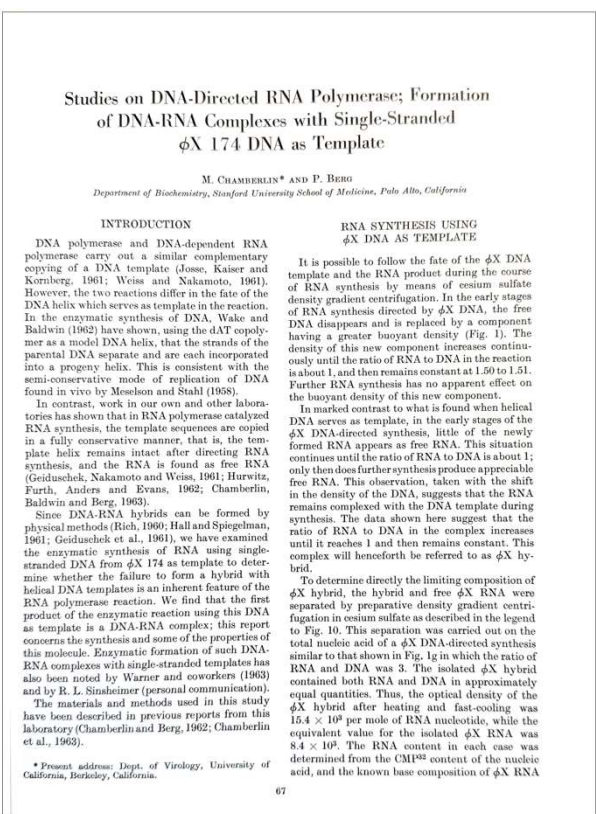 Studies on DNA-Directed RNA Polymerase; Formation
of DNA-RNA Complexes with Single-Stranded
ϕX 174 DNA as Template
M. CHAMBERLIN* AND P. BERG
Department of Biochemistry, Stanford University School of Medicine, Palo Alto, California
INTRODUCTION
DNA polymerase and DNA-dependent RNA
polymerase carry out a similar complementary
copying of a DNA template (Josse, Kaiser and
Kornberg, 1961; Weiss and Nakamoto, 1961).
However, the two reactions differ in the fate of the
DNA helix which serves as template in the reaction.
In the enzymatic synthesis of DNA, Wake and
Baldwin (1962) have shown, using the dAT copoly-
mer as a model DNA helix, that the strands of the
parental DNA separate and are each incorporated
into a progeny helix. This is consistent with the
semi-conservative mode of replication of DNA
found in vivo by Meselson and Stahl (1958).
In contrast, work in our own and other labora-
tories has shown that in RNA polymerase catalyzed
RNA synthesis, the template sequences are copied
in a fully conservative manner, that is, the tem-
plate helix remains intact after directing RNA
synthesis, and the RNA is found as free RNA
(Geiduschek, Nakamoto and Weiss, 1961; Hurwitz,
Furth, Anders and Evans, 1962; Chamberlin,
Baldwin and Berg, 1963).
Since DNA-RNA hybrids can be formed by
physical methods (Rich, 1960; Hall and Spiegelman,
1961; Geiduschek et al., 1961), we have examined
the enzymatic synthesis of RNA using single-
stranded DNA from ϕX 174 as template to deter-
mine whether the failure to form a hybrid with
helical DNA templates is an inherent feature of the
RNA polymerase reaction. We find that the first
product of the enzymatic reaction using this DNA
as template is a DNA-RNA complex; this report
concerns the synthesis and some of the properties of
this molecule. Enzymatic formation of such DNA-
RNA complexes with single-stranded templates has
also been noted by Warner and coworkers (1963)
and by R. L. Sinsheimer (personal communication).
The materials and methods used in this study
have been described in previous reports from this
laboratory (Chamberlin and Berg, 1962; Chamberlin
et al., 1963).
* Present address: Dept. of Virology, University of
California, Berkeley, California.
RNA SYNTHESIS USING
ϕX DNA AS TEMPLATE
It is possible to follow the fate of the ϕX DNA
template and the RNA product during the course
of RNA synthesis by means of cesium sulfate
density gradient centrifugation. In the early stages
of RNA synthesis directed by ϕX DNA, the free
DNA disappears and is replaced by a component
having a greater buoyant density (Fig. 1). The
density of this new component increases continu-
ously until the ratio of RNA to DNA in the reaction
is about 1, and then remains constant at 1.50 to 1.51.
Further RNA synthesis has no apparent effect on
the buoyant density of this new component.
In marked contrast to what is found when helical
DNA serves as template, in the early stages of the
ϕX DNA-directed synthesis, little of the newly
formed RNA appears as free RNA. This situation
continues until the ratio of RNA to DNA is about 1;
only then does further synthesis produce appreciable
free RNA. This observation, taken with the shift
in the density of the DNA, suggests that the RNA
remains complexed with the DNA template during
synthesis. The data shown here suggest that the
ratio of RNA to DNA in the complex increases
until it reaches 1 and then remains constant. This
complex will henceforth be referred to as ϕX hy-
brid.
To determine directly the limiting composition of
ϕX hybrid, the hybrid and free ϕX RNA were
separated by preparative density gradient centri-
fugation in cesium sulfate as described in the legend
to Fig. 10. This separation was carried out on the
total nucleic acid of a ϕX DNA-directed synthesis
similar to that shown in Fig. 1g in which the ratio of
RNA and DNA was 3. The isolated ϕX hybrid
contained both RNA and DNA in approximately
equal quantities. Thus, the optical density of the
ϕX hybrid after heating and fast-cooling was
15.4 × 10³ per mole of RNA nucleotide, while the
equivalent value for the isolated ϕX RNA was
8.4 × 10³. The RNA content in each case was
determined from the CMP³² content of the nucleic
acid, and the known base composition of ϕX RNA
67